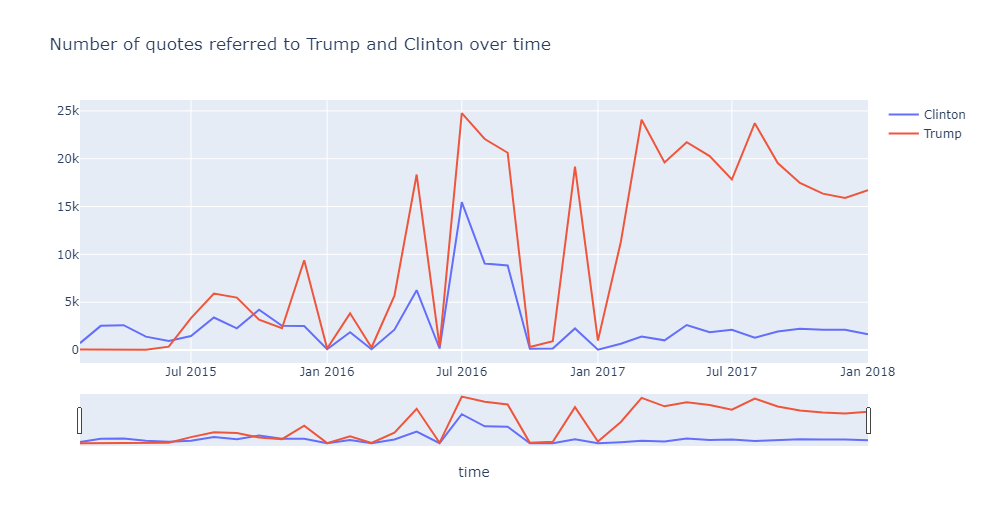 Number of quotes referred to Trump and Clinton over time
25k
20k
15k
10k
5k
0
Clinton
Trump
Jul 2015
Jan 2016
Jul 2016
Jan 2017
Jul 2017
Jan 2018
time